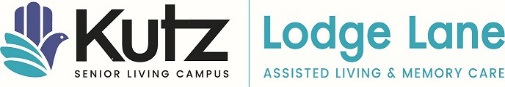 Kutz
SENIOR LIVING CAMPUS
Lodge Lane
ASSISTED LIVING & MEMORY CARE